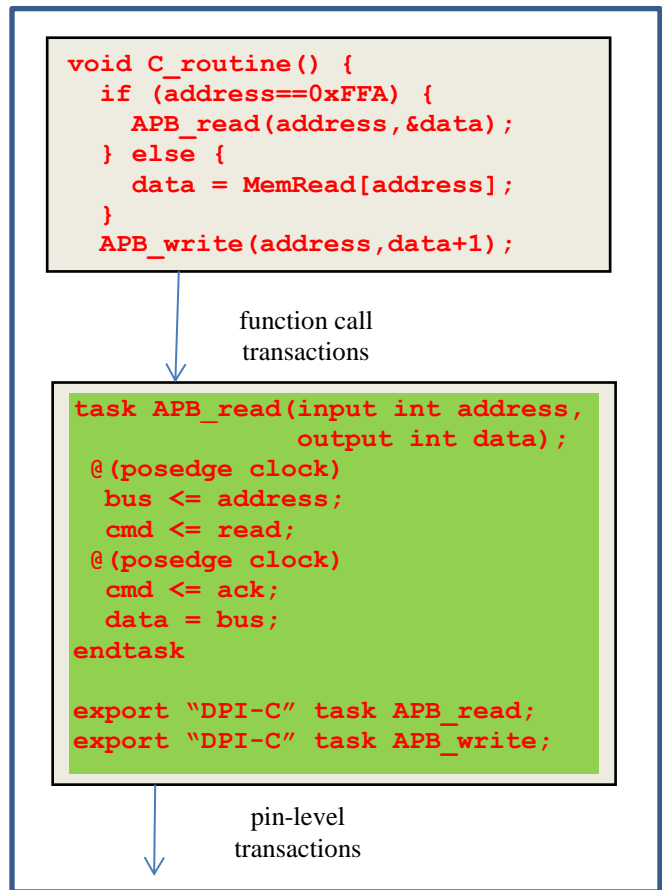 void C_routine() {
  if (address==0xFFA) {
    APB_read(address,&data);
  } else {
    data = MemRead[address];
  }
  APB_write(address,data+1);
function call
transactions
task APB_read(input int address,
              output int data);
 @(posedge clock)
  bus <= address;
  cmd <= read;
 @(posedge clock)
  cmd <= ack;
  data = bus;
endtask
export “DPI-C” task APB_read;
export “DPI-C” task APB_write;
pin-level
transactions